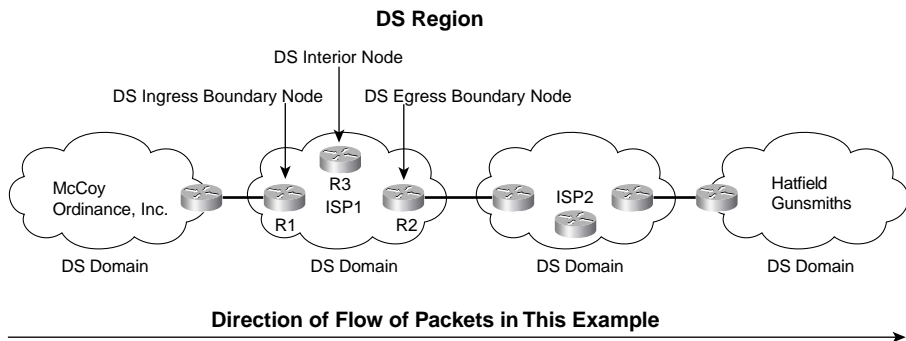 DS Region
DS Interior Node
DS Ingress Boundary Node
DS Egress Boundary Node
McCoy
Ordinance, Inc.
R3
ISP1
R1
R2
ISP2
Hatfield
Gunsmiths
DS Domain
DS Domain
DS Domain
DS Domain
Direction of Flow of Packets in This Example